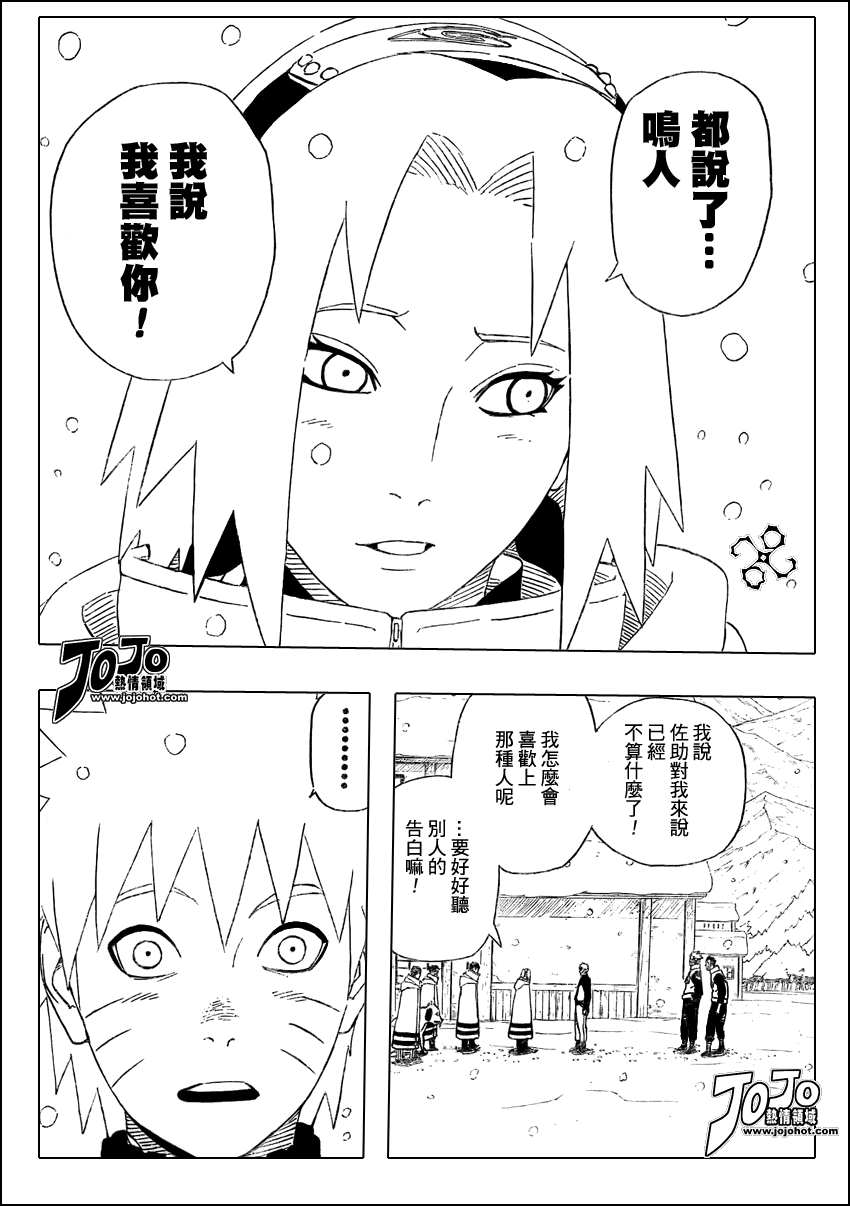 都說了…
鳴人
我說
我喜歡你！
我說
佐助對我來說
已經
不算什麼了！
我怎麼會
喜歡上
那種人呢
…要好好聽
別人的
告白嘛！
………
JOJO
熱情領域
www.jojohot.com
JOJO
熱情領域
www.jojohot.com